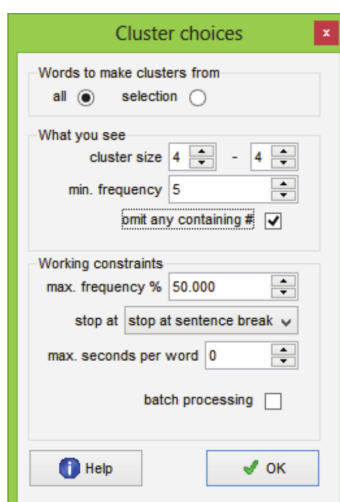 Cluster choices
x
Words to make clusters from
all selection
What you see
cluster size 4 - 4
min. frequency 5
omit any containing #
Working constraints
max. frequency % 50.000
stop at stop at sentence break
max. seconds per word 0
batch processing
Help OK